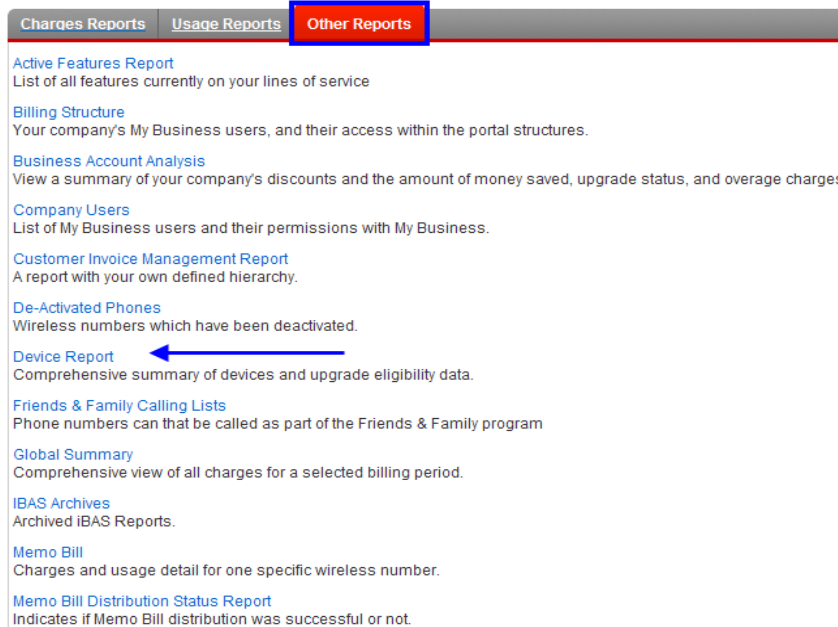 Charges Reports Usage Reports Other Reports
Active Features Report
List of all features currently on your lines of service
Billing Structure
Your company's My Business users, and their access within the portal structures.
Business Account Analysis
View a summary of your company's discounts and the amount of money saved, upgrade status, and overage charges
Company Users
List of My Business users and their permissions with My Business.
Customer Invoice Management Report
A report with your own defined hierarchy.
De-Activated Phones
Wireless numbers which have been deactivated.
Device Report
Comprehensive summary of devices and upgrade eligibility data.
Friends & Family Calling Lists
Phone numbers can that be called as part of the Friends & Family program
Global Summary
Comprehensive view of all charges for a selected billing period.
IBAS Archives
Archived iBAS Reports.
Memo Bill
Charges and usage detail for one specific wireless number.
Memo Bill Distribution Status Report
Indicates if Memo Bill distribution was successful or not.